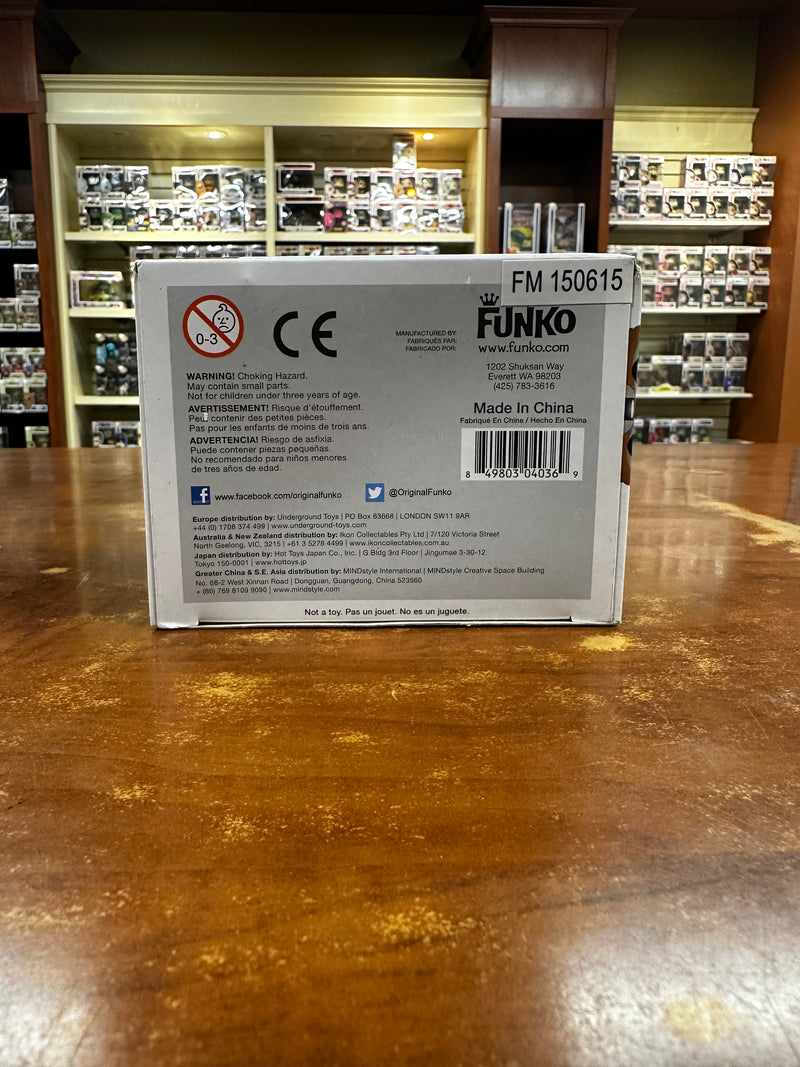 FM 150615
0-3
CE
MANUFACTURED BY:
FABRIQUÉS PAR:
FABRICADO POR:
FUNKO
www.funko.com
1202 Shuksan Way
Everett WA 98203
(425) 783-3616
WARNING! Choking Hazard.
May contain small parts.
Not for children under three years of age.
AVERTISSEMENT! Risque d'étouffement.
Peut contenir des petites pièces.
Pas pour les enfants de moins de trois ans.
ADVERTENCIA! Riesgo de asfixia.
Puede contener piezas pequeñas.
No recomendado para niños menores
de tres años de edad.
Made In China
Fabriqué En Chine / Hecho En China
8 49803 04036 9
www.facebook.com/originalfunko
@OriginalFunko
Europe distribution by: Underground Toys | PO Box 63668 | LONDON SW11 9AR
+44 (0) 1708 374 499 | www.underground-toys.com
Australia & New Zealand distribution by: Ikon Collectables Pty Ltd | 7/120 Victoria Street
North Geelong, VIC, 3215 | +61 3 5278 4499 | www.ikoncollectables.com.au
Japan distribution by: Hot Toys Japan Co., Inc. | G Bldg 3rd Floor | Jingumae 3-30-12
Tokyo 150-0001 | www.hottoys.jp
Greater China & S.E. Asia distribution by: MINDstyle International | MINDstyle Creative Space Building
No. 68-2 West Xinnan Road | Dongguan, Guangdong, China 523560
+ (86) 769 8109 9090 | www.mindstyle.com
Not a toy. Pas un jouet. No es un juguete.